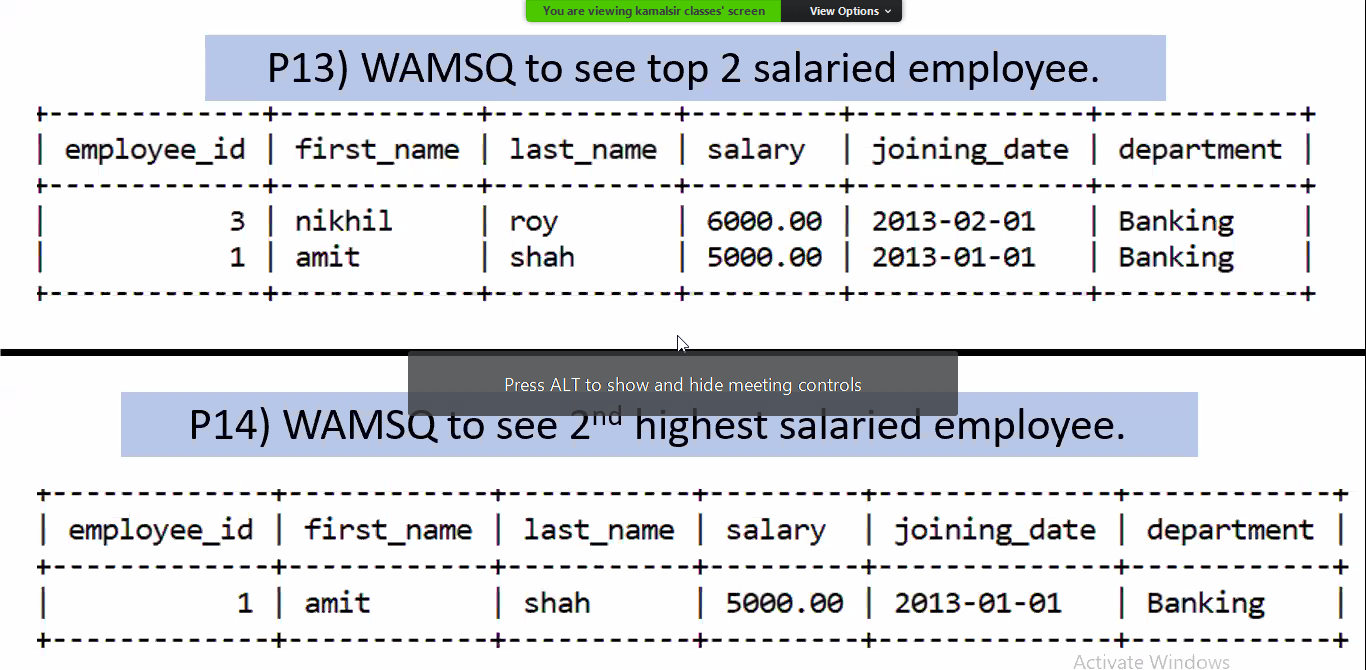 You are viewing kamalsir classes' screen View Options
P13) WAMSQ to see top 2 salaried employee.
+-------------+------------+-----------+---------+--------------+------------+
| employee_id | first_name | last_name | salary | joining_date | department |
+-------------+------------+-----------+---------+--------------+------------+
| 3 | nikhil | roy | 6000.00 | 2013-02-01 | Banking |
| 1 | amit | shah | 5000.00 | 2013-01-01 | Banking |
+-------------+------------+-----------+---------+--------------+------------+
Press ALT to show and hide meeting controls
P14) WAMSQ to see 2nd highest salaried employee.
+-------------+------------+-----------+---------+--------------+------------+
| employee_id | first_name | last_name | salary | joining_date | department |
+-------------+------------+-----------+---------+--------------+------------+
| 1 | amit | shah | 5000.00 | 2013-01-01 | Banking |
+-------------+------------+-----------+---------+--------------+------------+
Activate Windows